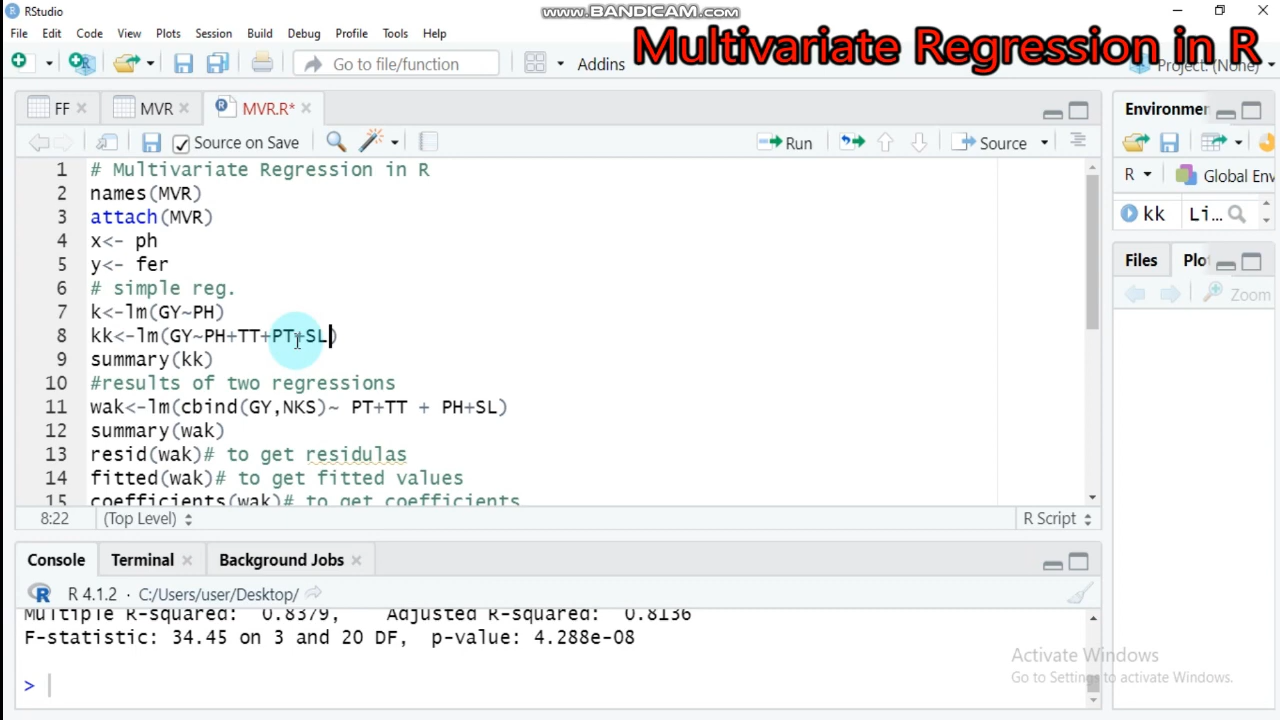 RStudio
www.BANDICAM.com
File Edit Code View Plots Session Build Debug Profile Tools Help
Multivariate Regression in R
Go to file/function Addins Project: (None)
FF MVR MVR.R*
Source on Save Run Source
1 # Multivariate Regression in R
2 names(MVR)
3 attach(MVR)
4 x<- ph
5 y<- fer
6 # simple reg.
7 k<-lm(GY~PH)
8 kk<-lm(GY~PH+TT+PT+SL)
9 summary(kk)
10 #results of two regressions
11 wak<-lm(cbind(GY,NKS)~ PT+TT + PH+SL)
12 summary(wak)
13 resid(wak)# to get residulas
14 fitted(wak)# to get fitted values
15 coefficients(wak)# to get coefficients
8:22 (Top Level) R Script
Console Terminal Background Jobs
R 4.1.2 · C:/Users/user/Desktop/
Multiple R-squared: 0.8379, Adjusted R-squared: 0.8136
F-statistic: 34.45 on 3 and 20 DF, p-value: 4.288e-08
>
Environmer
R Global Env
kk Li...
Files Plo
Zoom
Activate Windows
Go to Settings to activate Windows.